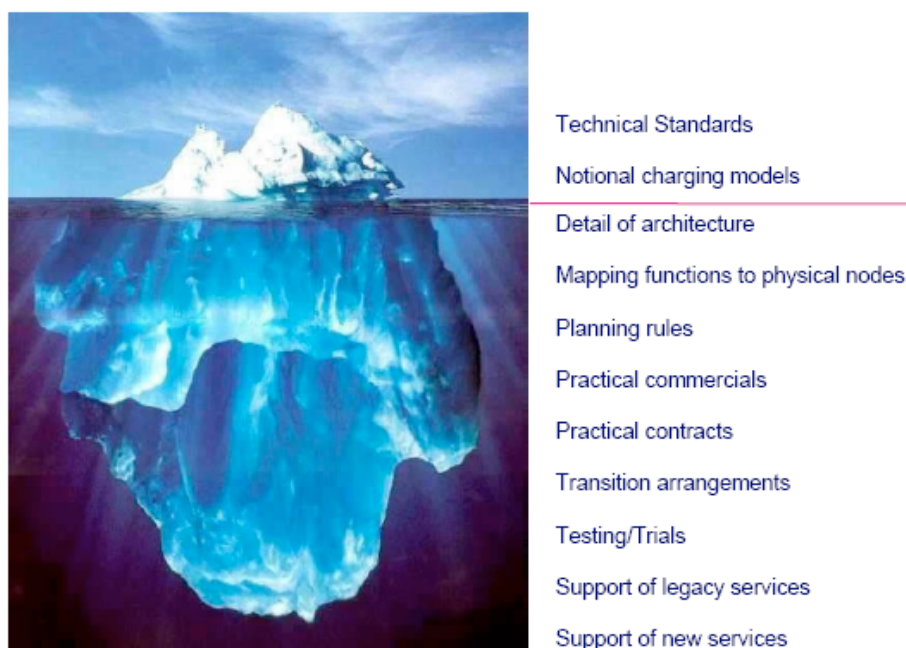 Technical Standards
Notional charging models
Detail of architecture
Mapping functions to physical nodes
Planning rules
Practical commercials
Practical contracts
Transition arrangements
Testing/Trials
Support of legacy services
Support of new services